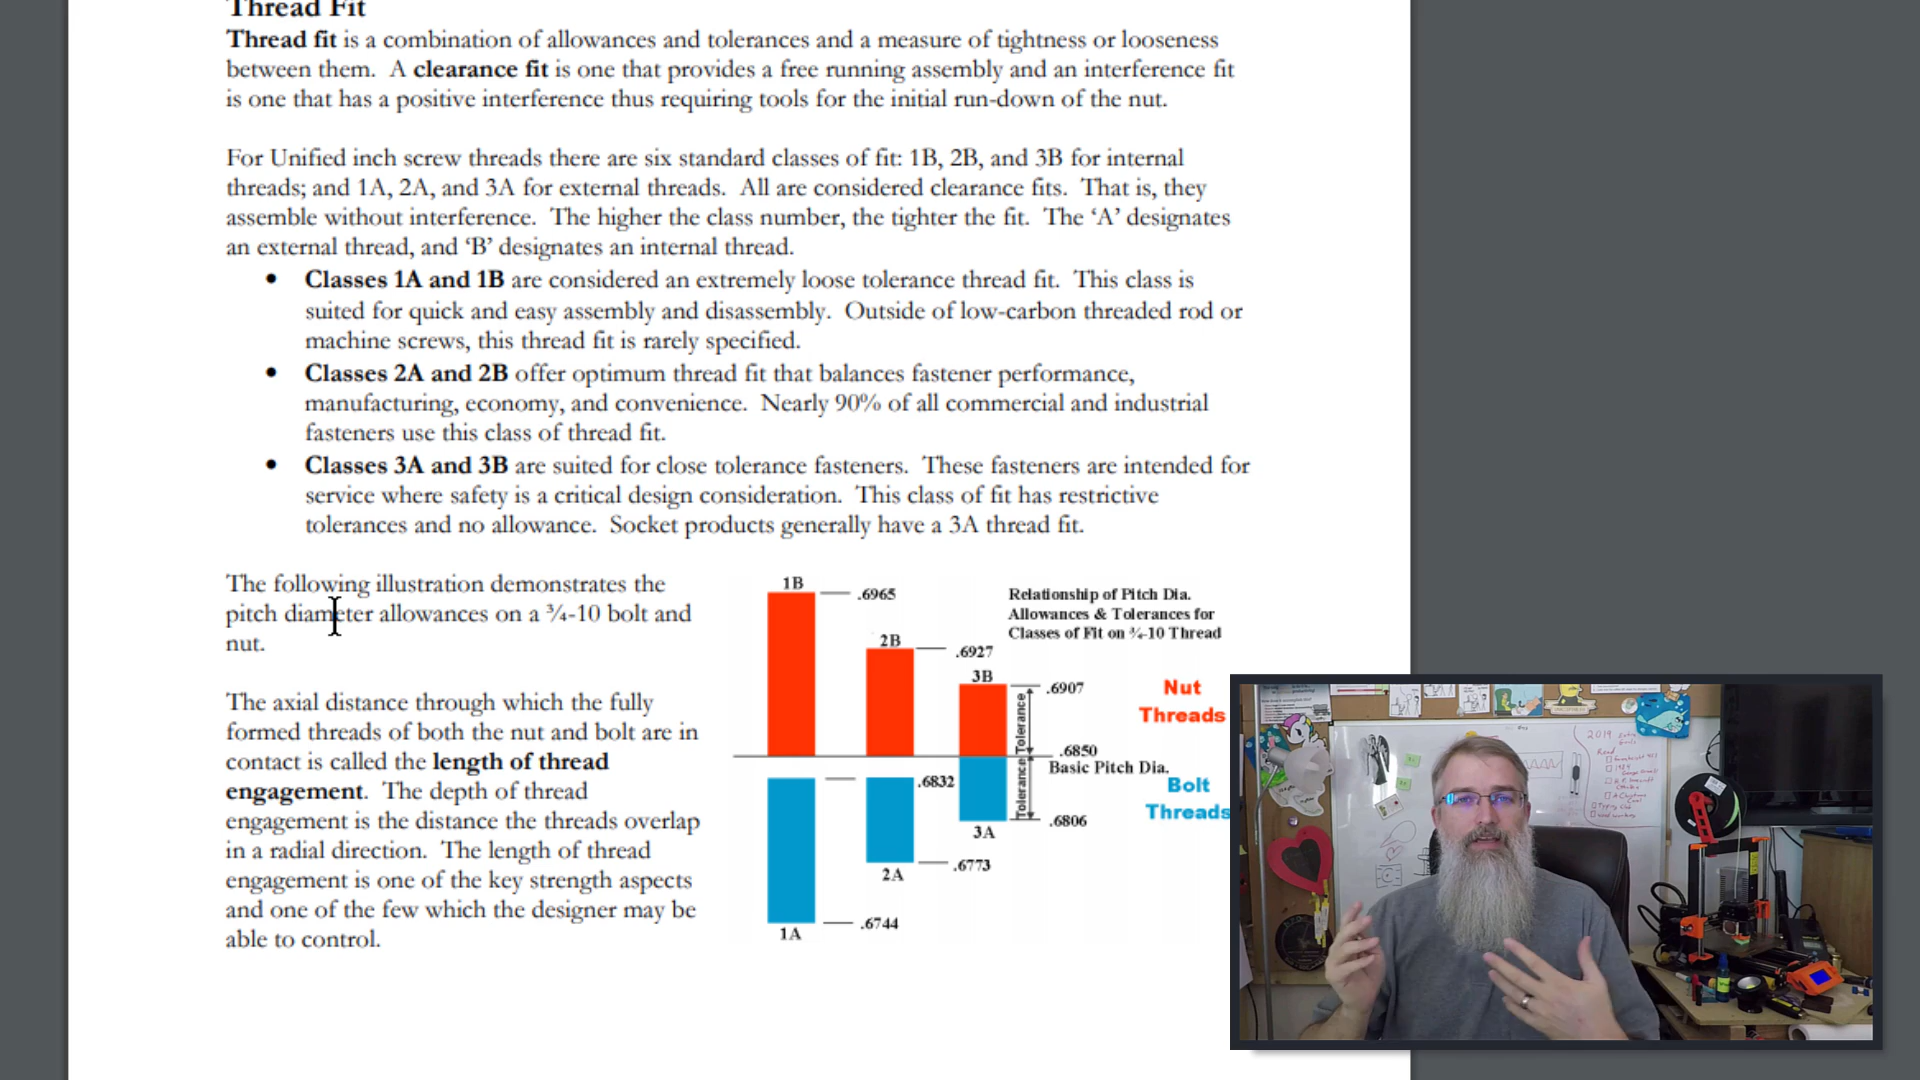 Thread Fit
Thread fit is a combination of allowances and tolerances and a measure of tightness or looseness
between them. A clearance fit is one that provides a free running assembly and an interference fit
is one that has a positive interference thus requiring tools for the initial run-down of the nut.
For Unified inch screw threads there are six standard classes of fit: 1B, 2B, and 3B for internal
threads; and 1A, 2A, and 3A for external threads. All are considered clearance fits. That is, they
assemble without interference. The higher the class number, the tighter the fit. The ‘A’ designates
an external thread, and ‘B’ designates an internal thread.
• Classes 1A and 1B are considered an extremely loose tolerance thread fit. This class is
suited for quick and easy assembly and disassembly. Outside of low-carbon threaded rod or
machine screws, this thread fit is rarely specified.
• Classes 2A and 2B offer optimum thread fit that balances fastener performance,
manufacturing, economy, and convenience. Nearly 90% of all commercial and industrial
fasteners use this class of thread fit.
• Classes 3A and 3B are suited for close tolerance fasteners. These fasteners are intended for
service where safety is a critical design consideration. This class of fit has restrictive
tolerances and no allowance. Socket products generally have a 3A thread fit.
The following illustration demonstrates the
pitch diameter allowances on a ¾-10 bolt and
nut.
The axial distance through which the fully
formed threads of both the nut and bolt are in
contact is called the length of thread
engagement. The depth of thread
engagement is the distance the threads overlap
in a radial direction. The length of thread
engagement is one of the key strength aspects
and one of the few which the designer may be
able to control.
1B
.6965
2B
.6927
3B
.6907
Tolerance
.6850
Basic Pitch Dia.
.6832
Tolerance
.6806
3A
.6773
2A
.6744
1A
Relationship of Pitch Dia.
Allowances & Tolerances for
Classes of Fit on ¾-10 Thread
Nut
Threads
Bolt
Threads
2019
Read
1984